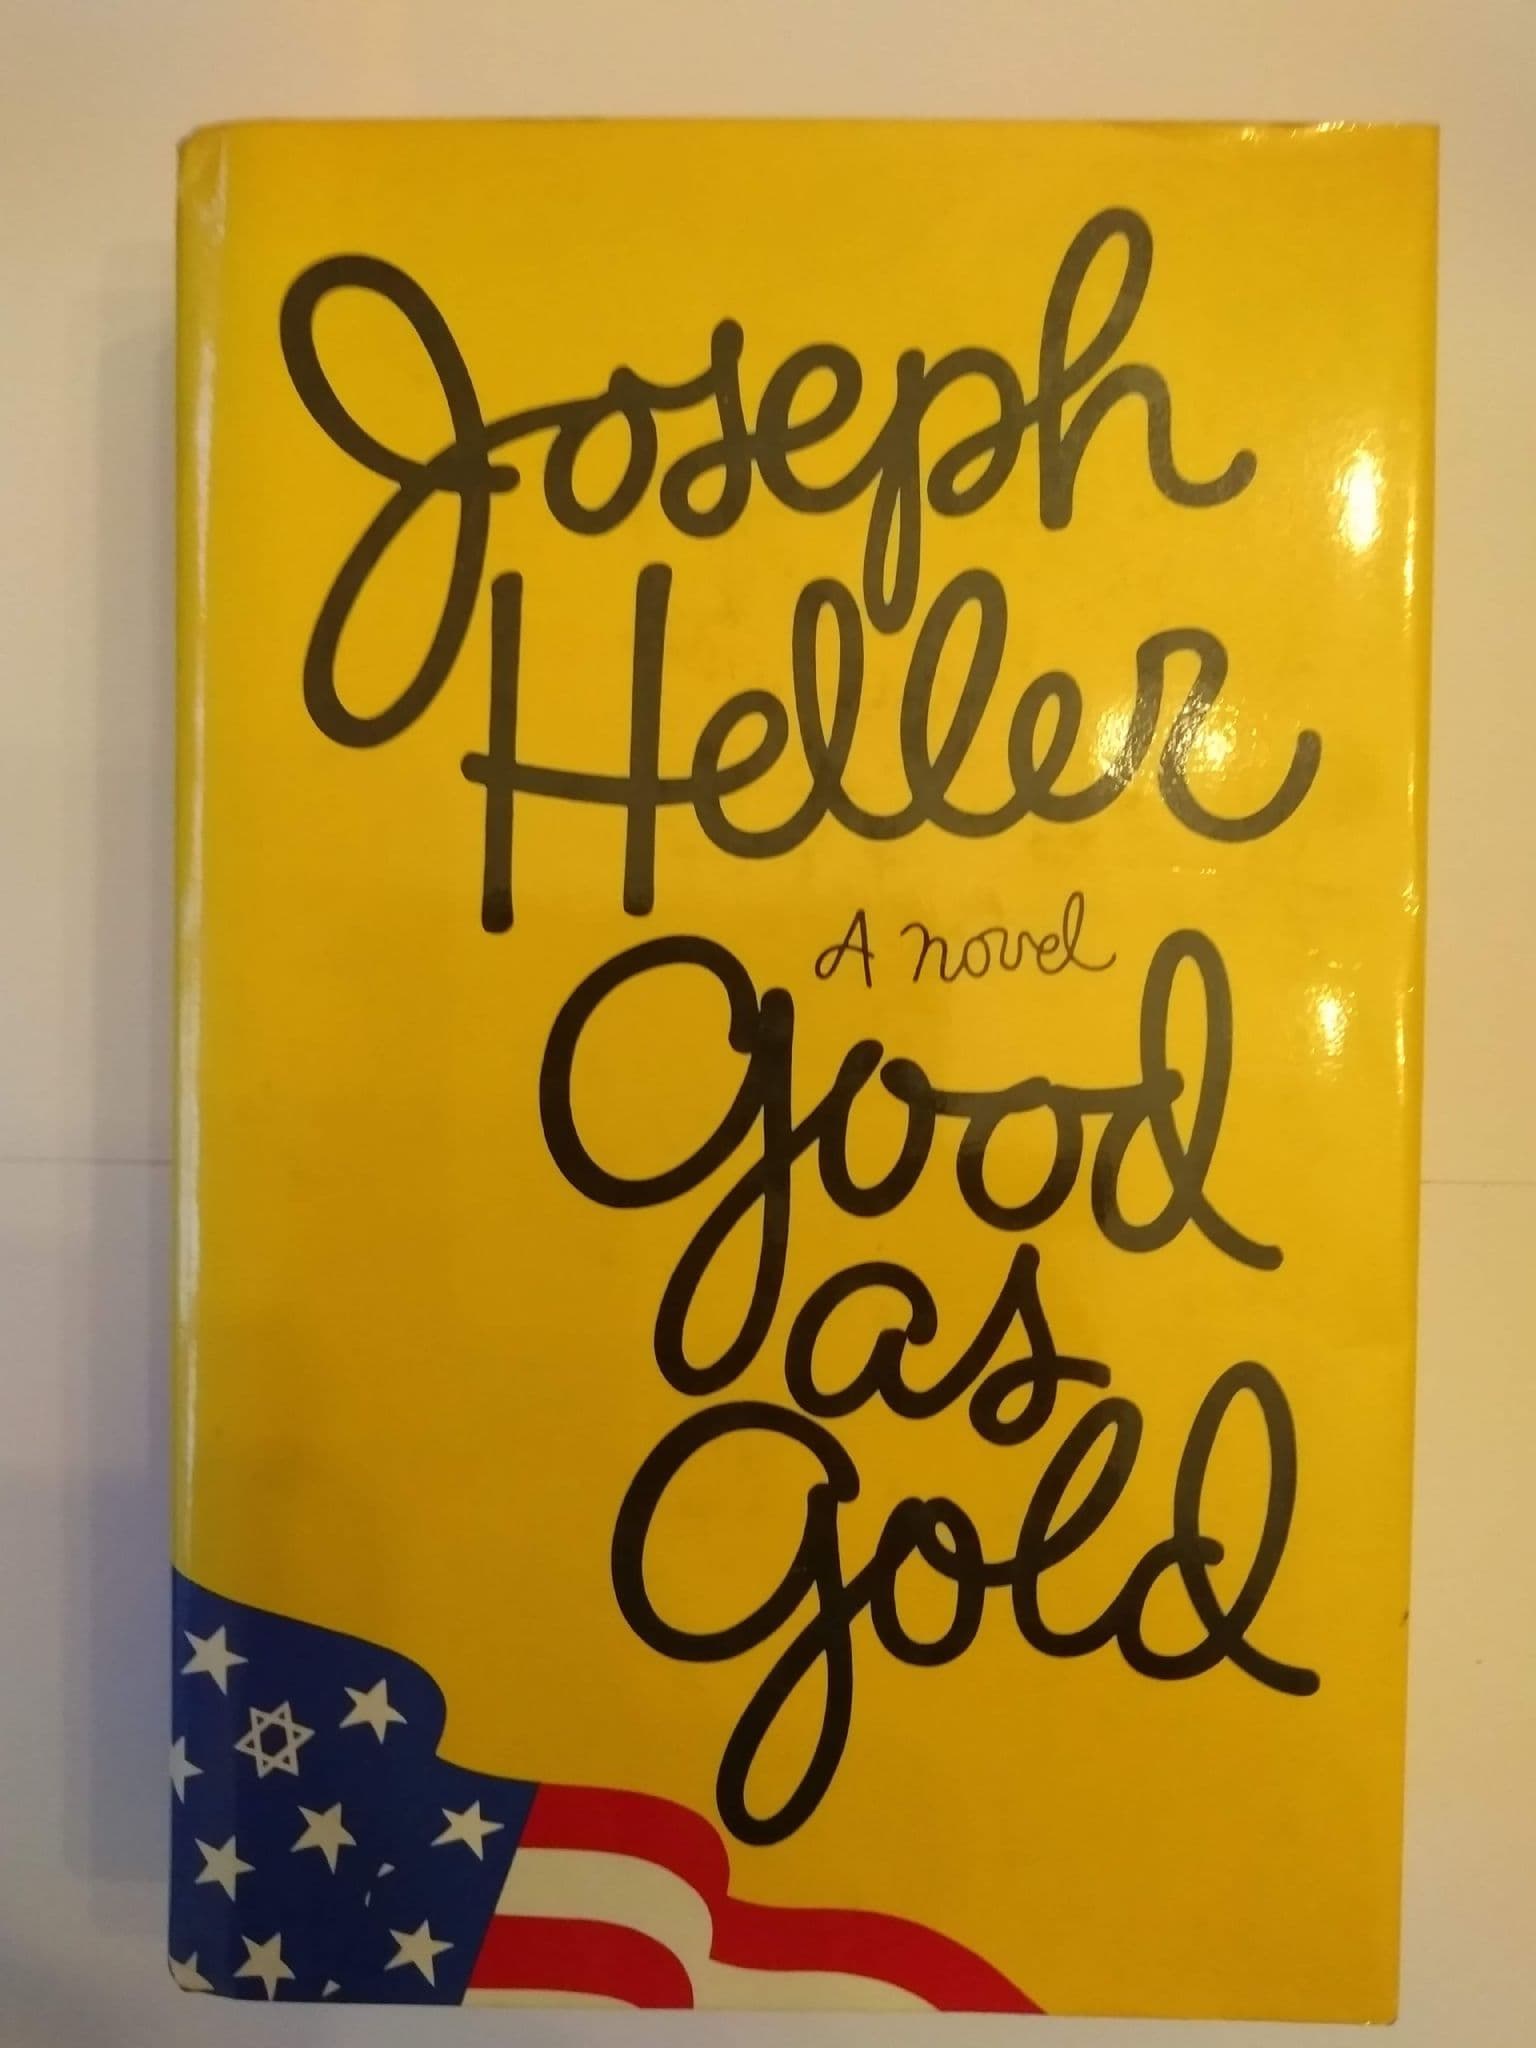 Joseph
Heller
A novel
Good
as
Gold